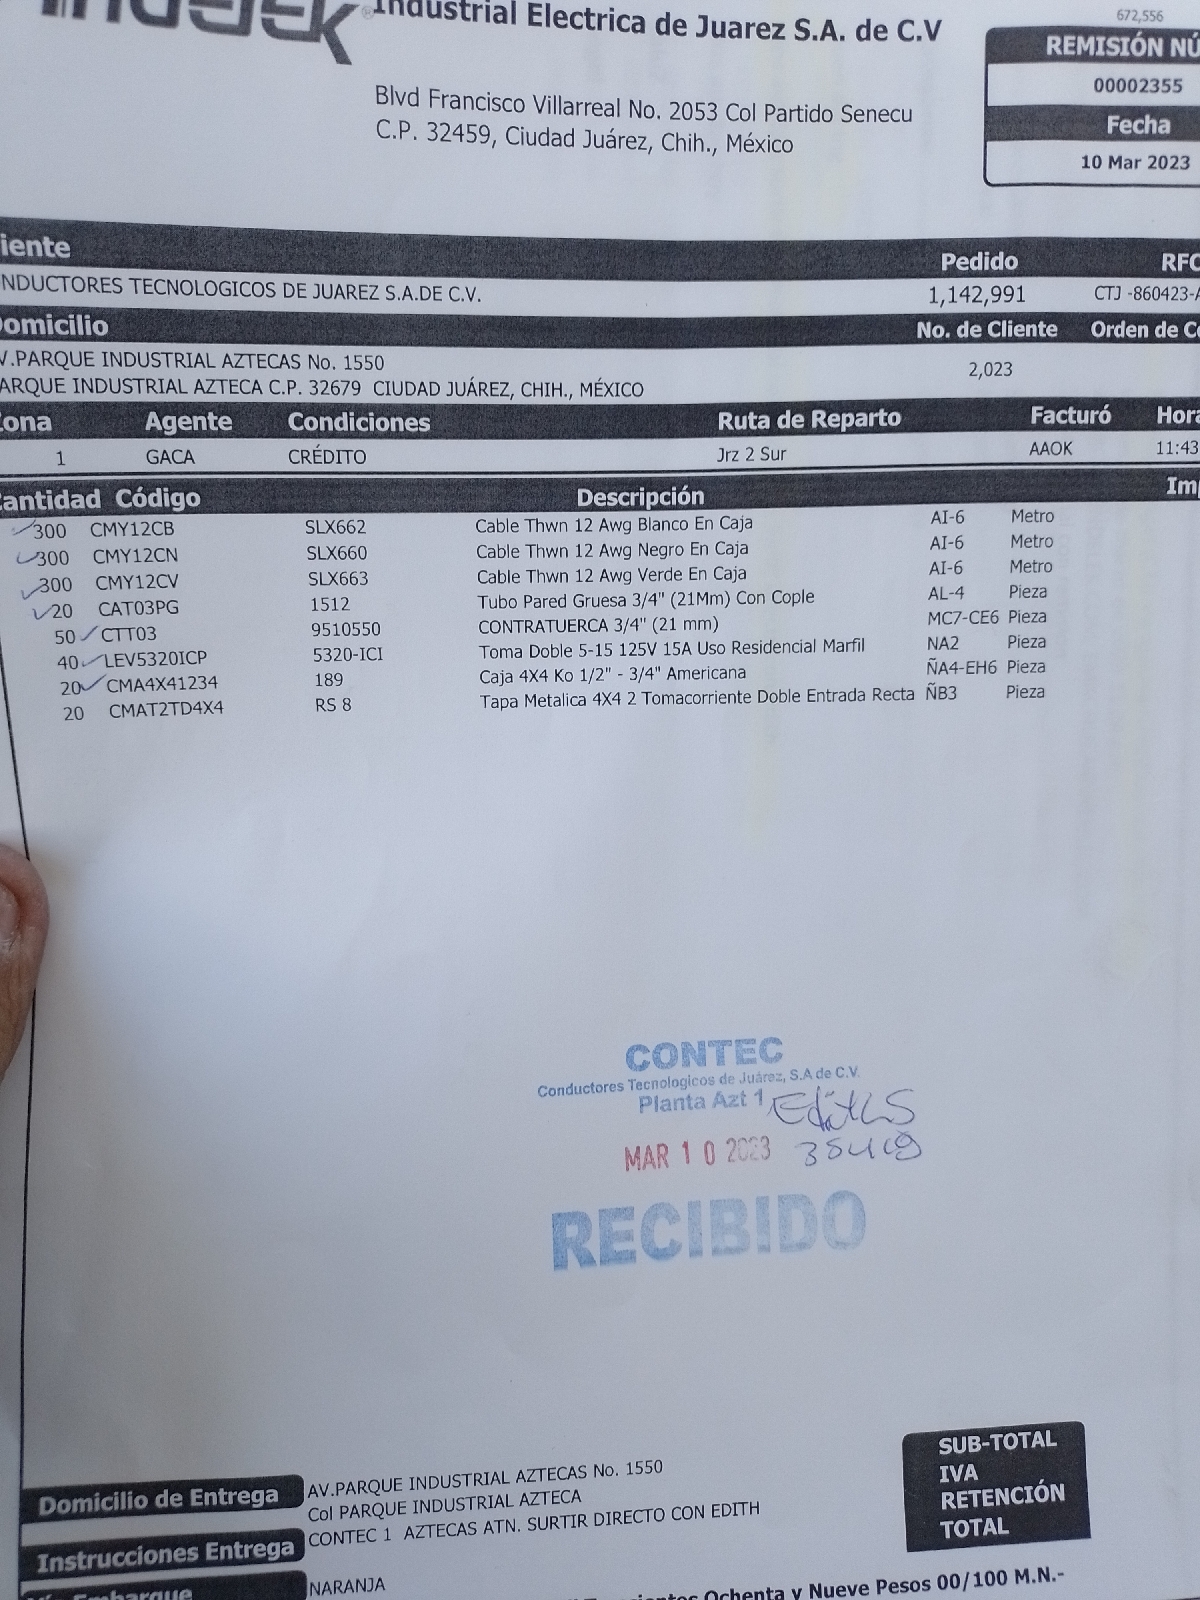 Industrial Electrica de Juarez S.A. de C.V
672,556
REMISIÓN NÚ
00002355
Fecha
10 Mar 2023
Blvd Francisco Villarreal No. 2053 Col Partido Senecu
C.P. 32459, Ciudad Juárez, Chih., México
iente Pedido RFC
NDUCTORES TECNOLOGICOS DE JUAREZ S.A.DE C.V. 1,142,991 CTJ -860423-A
Domicilio No. de Cliente Orden de Co
V.PARQUE INDUSTRIAL AZTECAS No. 1550 2,023
ARQUE INDUSTRIAL AZTECA C.P. 32679 CIUDAD JUÁREZ, CHIH., MÉXICO
ona Agente Condiciones Ruta de Reparto Facturó Hora
1 GACA CRÉDITO Jrz 2 Sur AAOK 11:43
Cantidad Código Descripción Imp
300 CMY12CB SLX662 Cable Thwn 12 Awg Blanco En Caja AI-6 Metro
300 CMY12CN SLX660 Cable Thwn 12 Awg Negro En Caja AI-6 Metro
300 CMY12CV SLX663 Cable Thwn 12 Awg Verde En Caja AI-6 Metro
20 CAT03PG 1512 Tubo Pared Gruesa 3/4" (21Mm) Con Cople AL-4 Pieza
50 CTT03 9510550 CONTRATUERCA 3/4" (21 mm) MC7-CE6 Pieza
40 LEV5320ICP 5320-ICI Toma Doble 5-15 125V 15A Uso Residencial Marfil NA2 Pieza
20 CMA4X41234 189 Caja 4X4 Ko 1/2" - 3/4" Americana ÑA4-EH6 Pieza
20 CMAT2TD4X4 RS 8 Tapa Metalica 4X4 2 Tomacorriente Doble Entrada Recta ÑB3 Pieza
CONTEC
Conductores Tecnologicos de Juárez, S.A de C.V.
Planta Azt 1
MAR 10 2023
RECIBIDO
SUB-TOTAL
IVA
RETENCIÓN
TOTAL
Domicilio de Entrega AV.PARQUE INDUSTRIAL AZTECAS No. 1550
Col PARQUE INDUSTRIAL AZTECA
Instrucciones Entrega CONTEC 1 AZTECAS ATN. SURTIR DIRECTO CON EDITH
Embarque NARANJA
Ochenta y Nueve Pesos 00/100 M.N.-